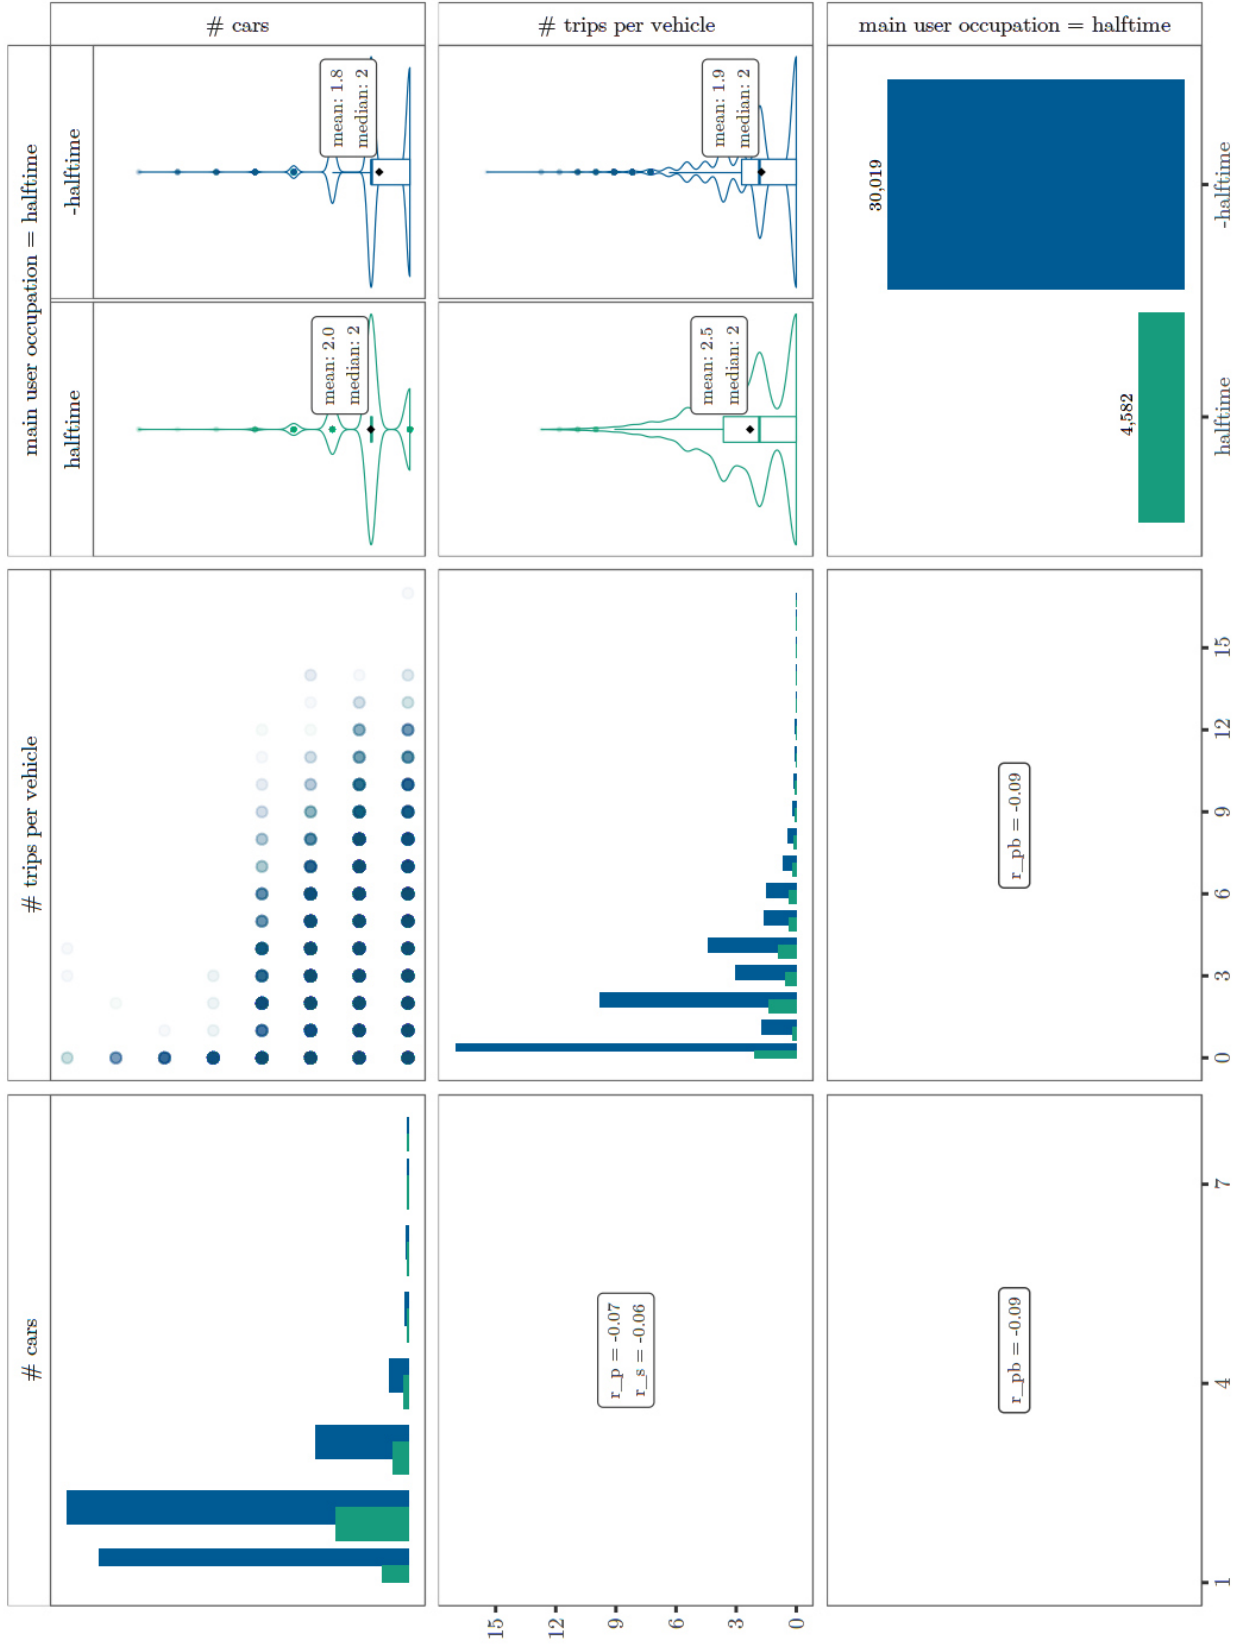 # cars
# trips per vehicle
main user occupation = halftime
halftime
-halftime
# cars
mean: 2.0
median: 2
mean: 1.8
median: 2
15
12
9
6
3
0
r_p = -0.07
r_s = -0.06
mean: 2.5
median: 2
mean: 1.9
median: 2
# trips per vehicle
r_pb = -0.09
r_pb = -0.09
4,582
30,019
main user occupation = halftime
1
4
7
0
3
6
9
12
15
halftime
-halftime